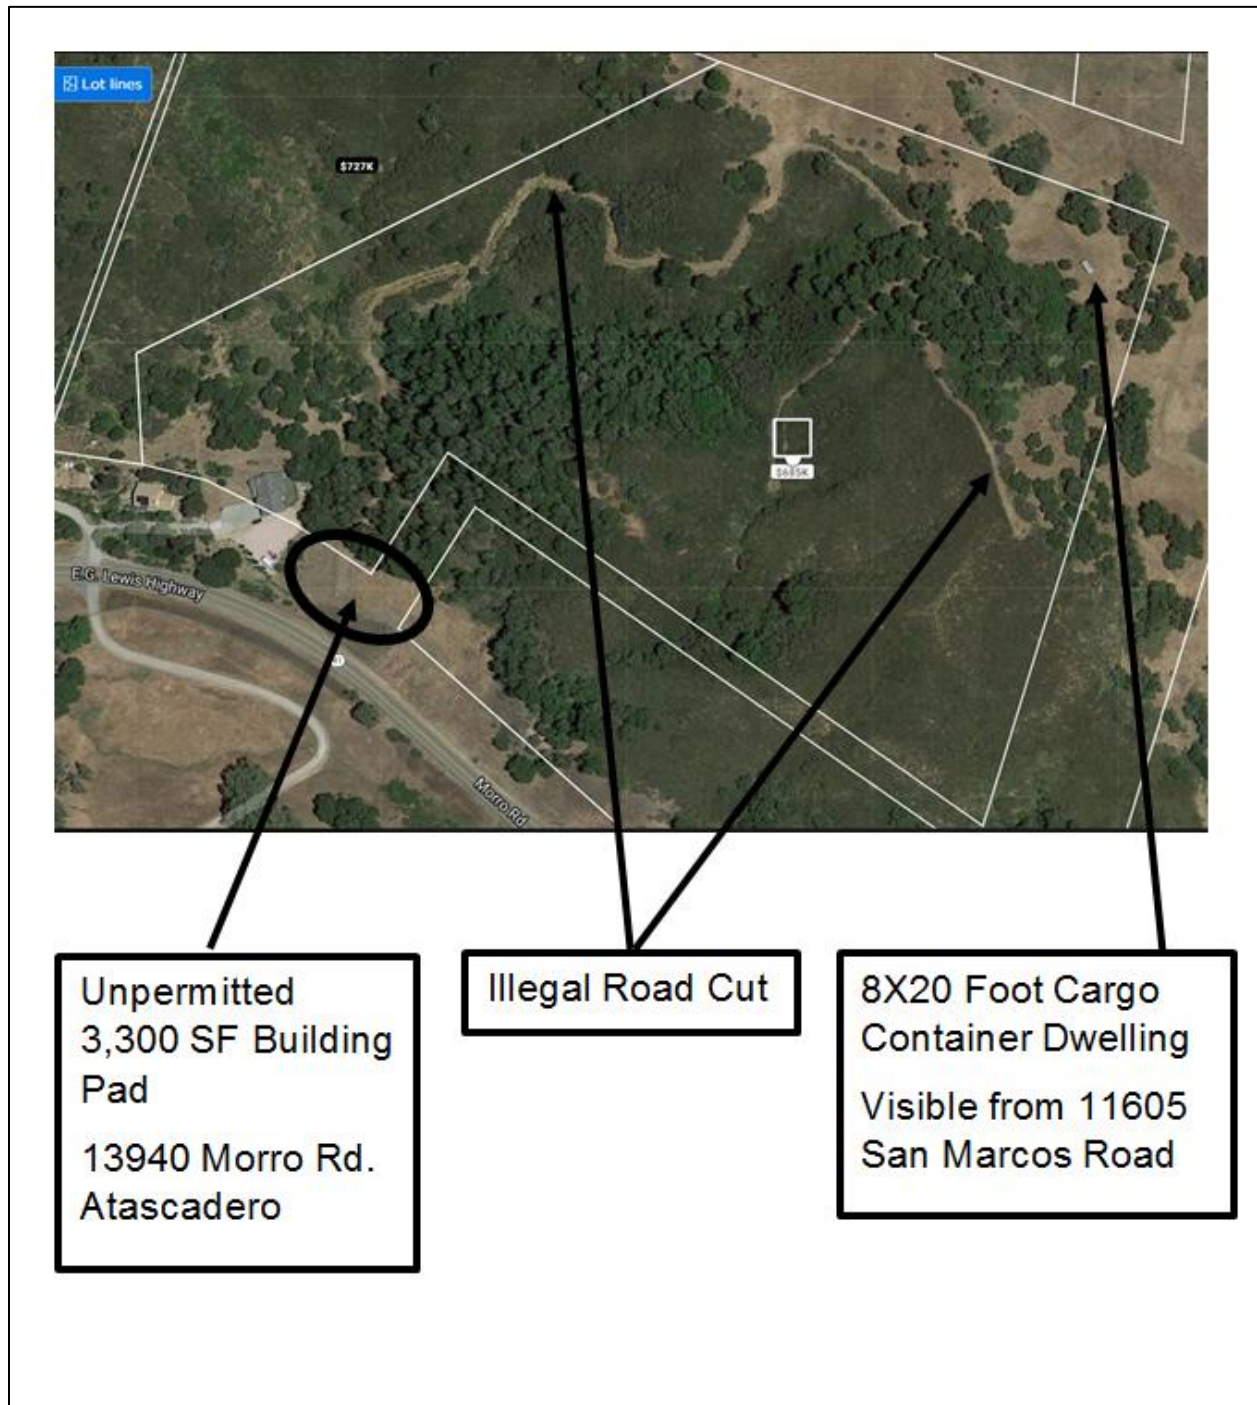 Lot lines
$727K
$685K
E.G. Lewis Highway
Morro Rd
Unpermitted
3,300 SF Building
Pad
13940 Morro Rd.
Atascadero
Illegal Road Cut
8X20 Foot Cargo
Container Dwelling
Visible from 11605
San Marcos Road